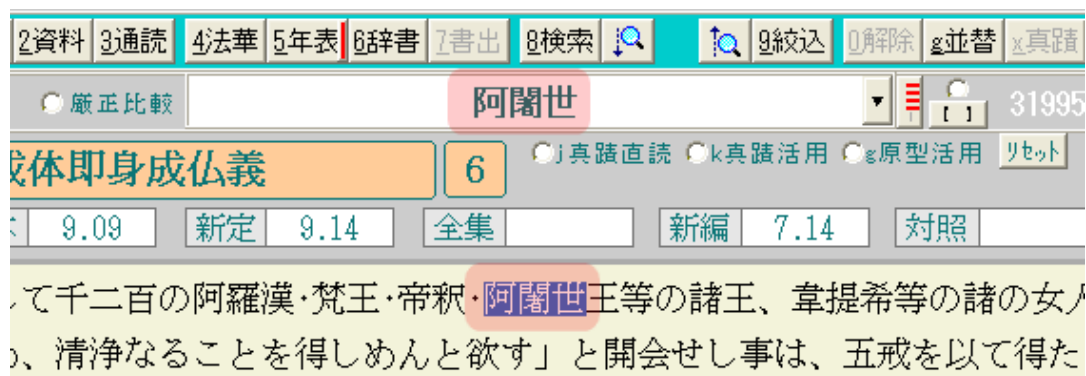 2資料 3通読 4法華 5年表 6辞書 7書出 8検索 9絞込 0解除 g並替 x真蹟
厳正比較 阿闍世 [ ] 31995
体即身成仏義 6 j真蹟直読 k真蹟活用 g原型活用 リセット
9.09 新定 9.14 全集 新編 7.14 対照
て千二百の阿羅漢・梵王・帝釈・阿闍世王等の諸王、韋提希等の諸の女人
、清浄なることを得しめんと欲す」と開会せし事は、五戒を以て得た